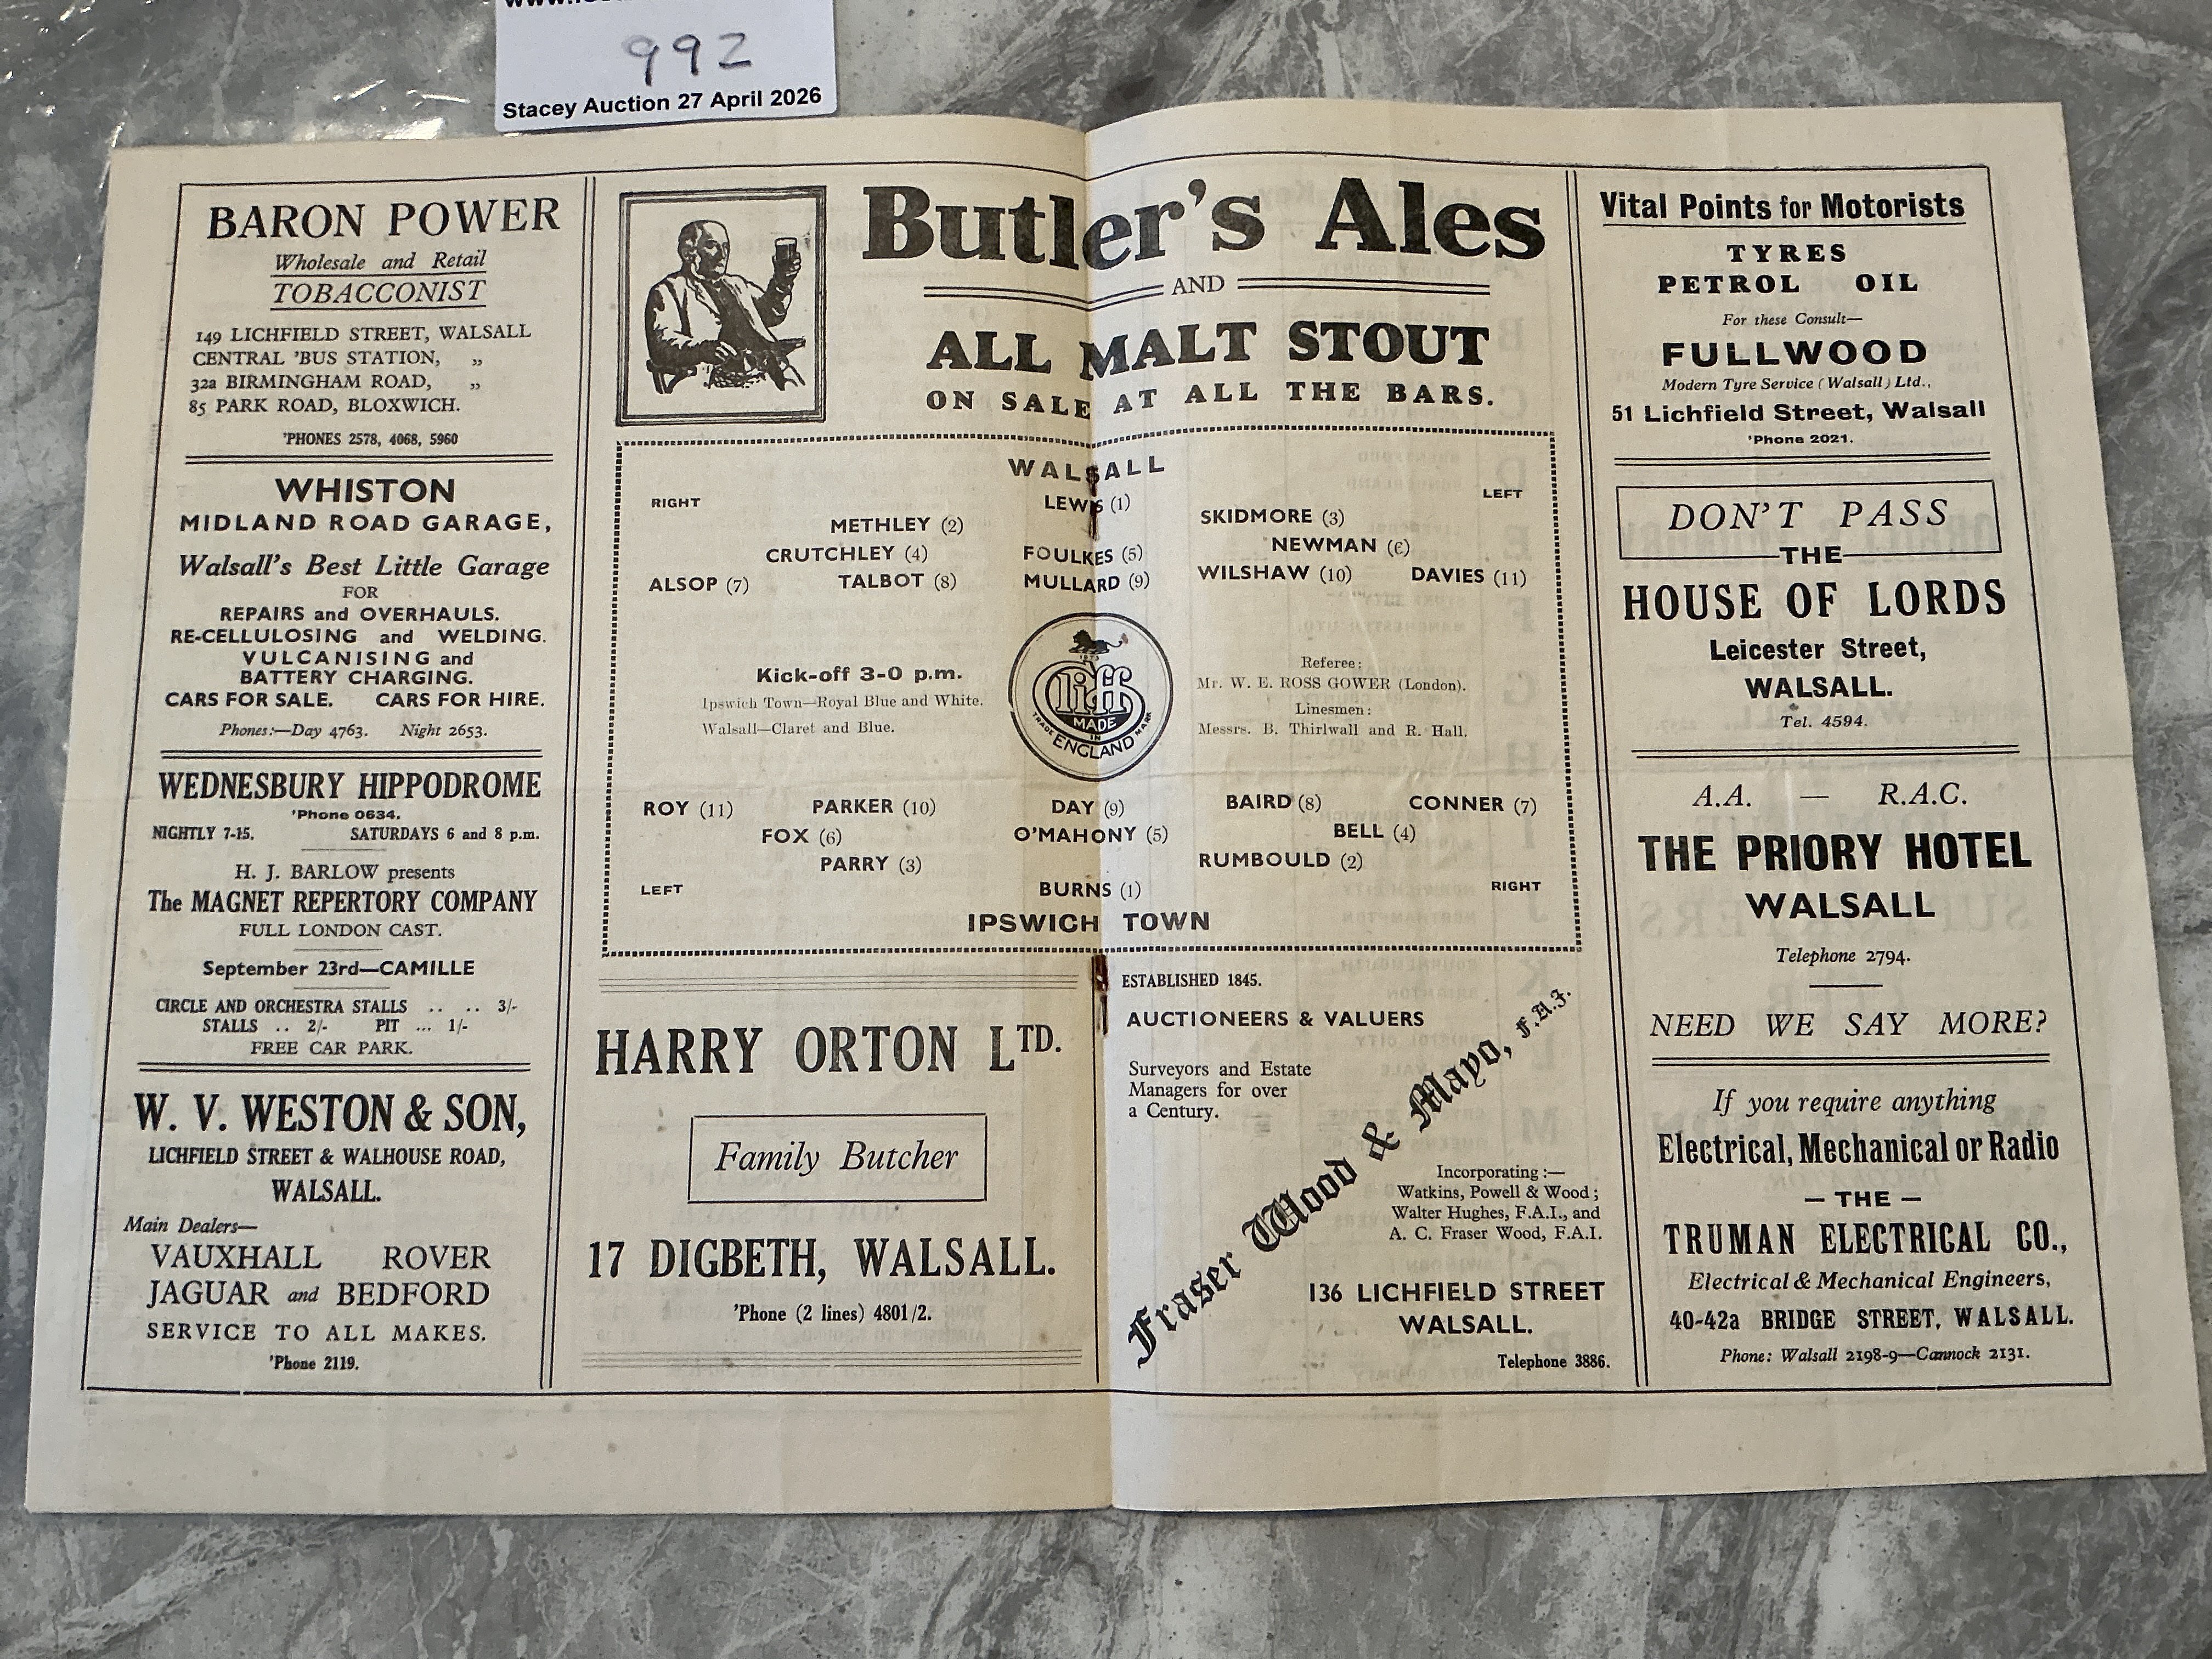 992
Stacey Auction 27 April 2026
BARON POWER
Wholesale and Retail
TOBACCONIST
149 LICHFIELD STREET, WALSALL
CENTRAL 'BUS STATION, „
32a BIRMINGHAM ROAD, „
85 PARK ROAD, BLOXWICH.
'PHONES 2578, 4068, 5960
WHISTON
MIDLAND ROAD GARAGE,
Walsall's Best Little Garage
FOR
REPAIRS and OVERHAULS.
RE-CELLULOSING and WELDING.
VULCANISING and
BATTERY CHARGING.
CARS FOR SALE. CARS FOR HIRE.
Phones:—Day 4763. Night 2653.
WEDNESBURY HIPPODROME
'Phone 0634.
NIGHTLY 7-15. SATURDAYS 6 and 8 p.m.
H. J. BARLOW presents
The MAGNET REPERTORY COMPANY
FULL LONDON CAST.
September 23rd—CAMILLE
CIRCLE AND ORCHESTRA STALLS .. .. 3/-
STALLS .. 2/- PIT ... 1/-
FREE CAR PARK.
W. V. WESTON & SON,
LICHFIELD STREET & WALHOUSE ROAD,
WALSALL.
Main Dealers—
VAUXHALL ROVER
JAGUAR and BEDFORD
SERVICE TO ALL MAKES.
'Phone 2119.
Butler's Ales
AND
ALL MALT STOUT
ON SALE AT ALL THE BARS.
WALSALL
RIGHT LEWIS (1) LEFT
METHLEY (2) SKIDMORE (3)
CRUTCHLEY (4) FOULKES (5) NEWMAN (6)
ALSOP (7) TALBOT (8) MULLARD (9) WILSHAW (10) DAVIES (11)
Kick-off 3-0 p.m.
Ipswich Town—Royal Blue and White.
Walsall—Claret and Blue.
1873
Cliff
MADE
IN
ENGLAND
TRADE MARK
Referee:
Mr. W. E. ROSS GOWER (London).
Linesmen:
Messrs. B. Thirlwall and R. Hall.
ROY (11) PARKER (10) DAY (9) BAIRD (8) CONNER (7)
FOX (6) O'MAHONY (5) BELL (4)
PARRY (3) RUMBOULD (2)
LEFT BURNS (1) RIGHT
IPSWICH TOWN
HARRY ORTON LTD.
Family Butcher
17 DIGBETH, WALSALL.
'Phone (2 lines) 4801/2.
ESTABLISHED 1845.
AUCTIONEERS & VALUERS
Surveyors and Estate
Managers for over
a Century.
Fraser Wood & Mayo, F.A.I.
Incorporating :—
Watkins, Powell & Wood ;
Walter Hughes, F.A.I., and
A. C. Fraser Wood, F.A.I.
136 LICHFIELD STREET
WALSALL.
Telephone 3886.
Vital Points for Motorists
TYRES
PETROL OIL
For these Consult—
FULLWOOD
Modern Tyre Service (Walsall) Ltd.,
51 Lichfield Street, Walsall
'Phone 2021.
DON'T PASS
THE
HOUSE OF LORDS
Leicester Street,
WALSALL.
Tel. 4594.
A.A. — R.A.C.
THE PRIORY HOTEL
WALSALL
Telephone 2794.
NEED WE SAY MORE?
If you require anything
Electrical, Mechanical or Radio
— THE —
TRUMAN ELECTRICAL CO.,
Electrical & Mechanical Engineers,
40-42a BRIDGE STREET, WALSALL.
Phone: Walsall 2198-9—Cannock 2131.